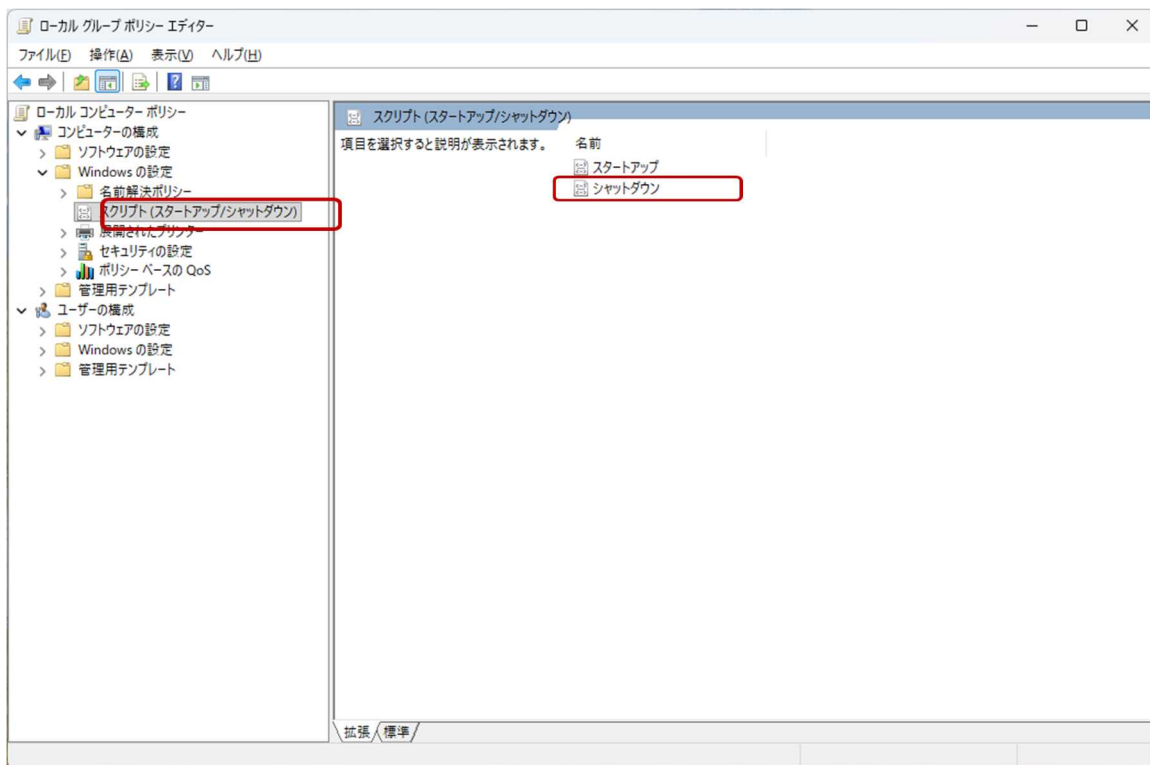 ローカル グループ ポリシー エディター
ファイル(F) 操作(A) 表示(V) ヘルプ(H)
ローカル コンピューター ポリシー
コンピューターの構成
ソフトウェアの設定
Windows の設定
名前解決ポリシー
スクリプト (スタートアップ/シャットダウン)
展開されたプリンター
セキュリティの設定
ポリシー ベースの QoS
管理用テンプレート
ユーザーの構成
ソフトウェアの設定
Windows の設定
管理用テンプレート
スクリプト (スタートアップ/シャットダウン)
項目を選択すると説明が表示されます。
名前
スタートアップ
シャットダウン
拡張 標準